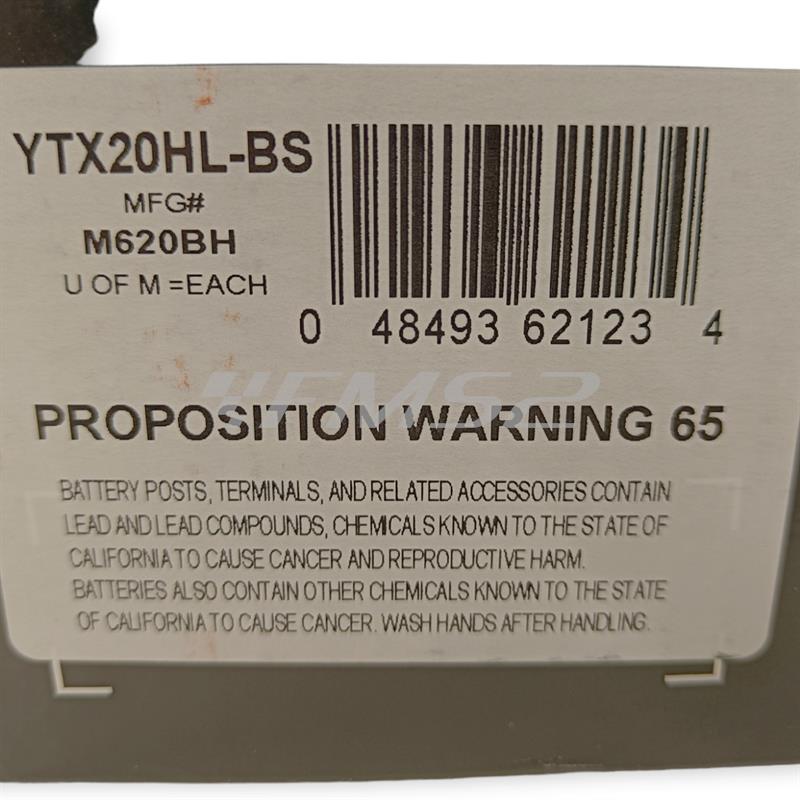 YTX20HL-BS
MFG#
M620BH
U OF M =EACH
0 48493 62123 4
FMS2
PROPOSITION WARNING 65
BATTERY POSTS, TERMINALS, AND RELATED ACCESSORIES CONTAIN
LEAD AND LEAD COMPOUNDS, CHEMICALS KNOWN TO THE STATE OF
CALIFORNIA TO CAUSE CANCER AND REPRODUCTIVE HARM.
BATTERIES ALSO CONTAIN OTHER CHEMICALS KNOWN TO THE STATE
OF CALIFORNIA TO CAUSE CANCER. WASH HANDS AFTER HANDLING.